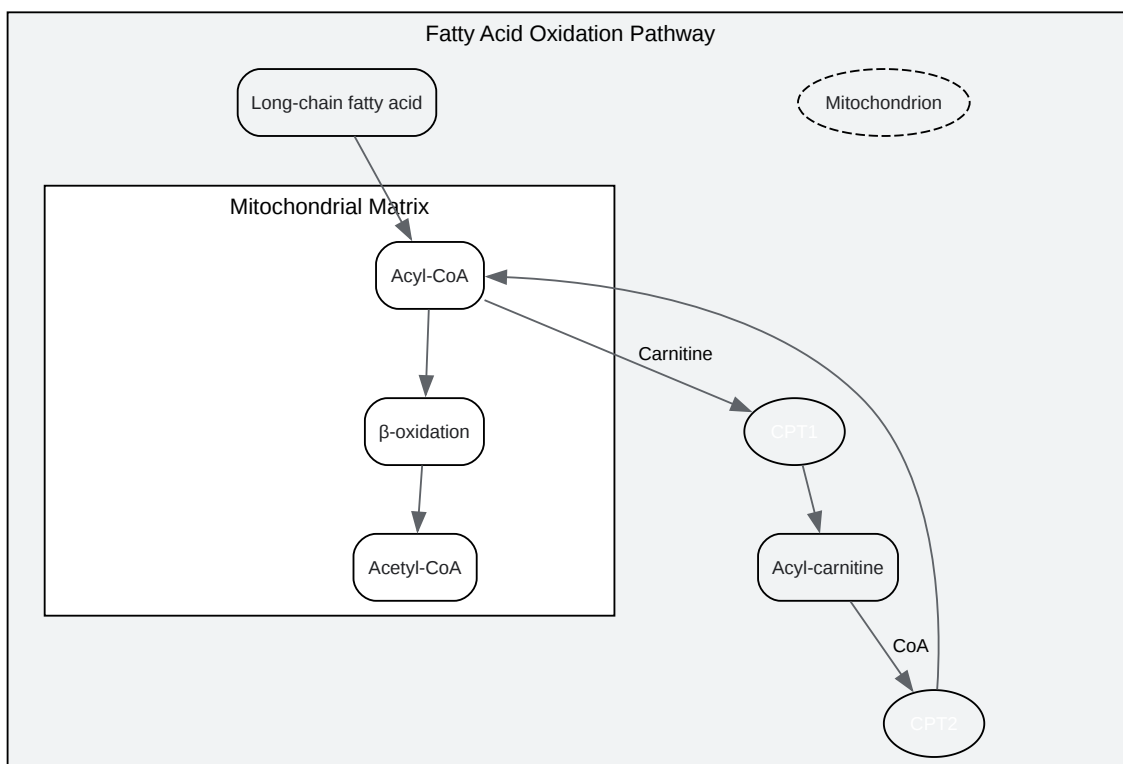 Fatty Acid Oxidation Pathway
Long-chain fatty acid
Mitochondrion
Mitochondrial Matrix
Acyl-CoA
Carnitine
β-oxidation
CPT1
Acetyl-CoA
Acyl-carnitine
CoA
CPT2